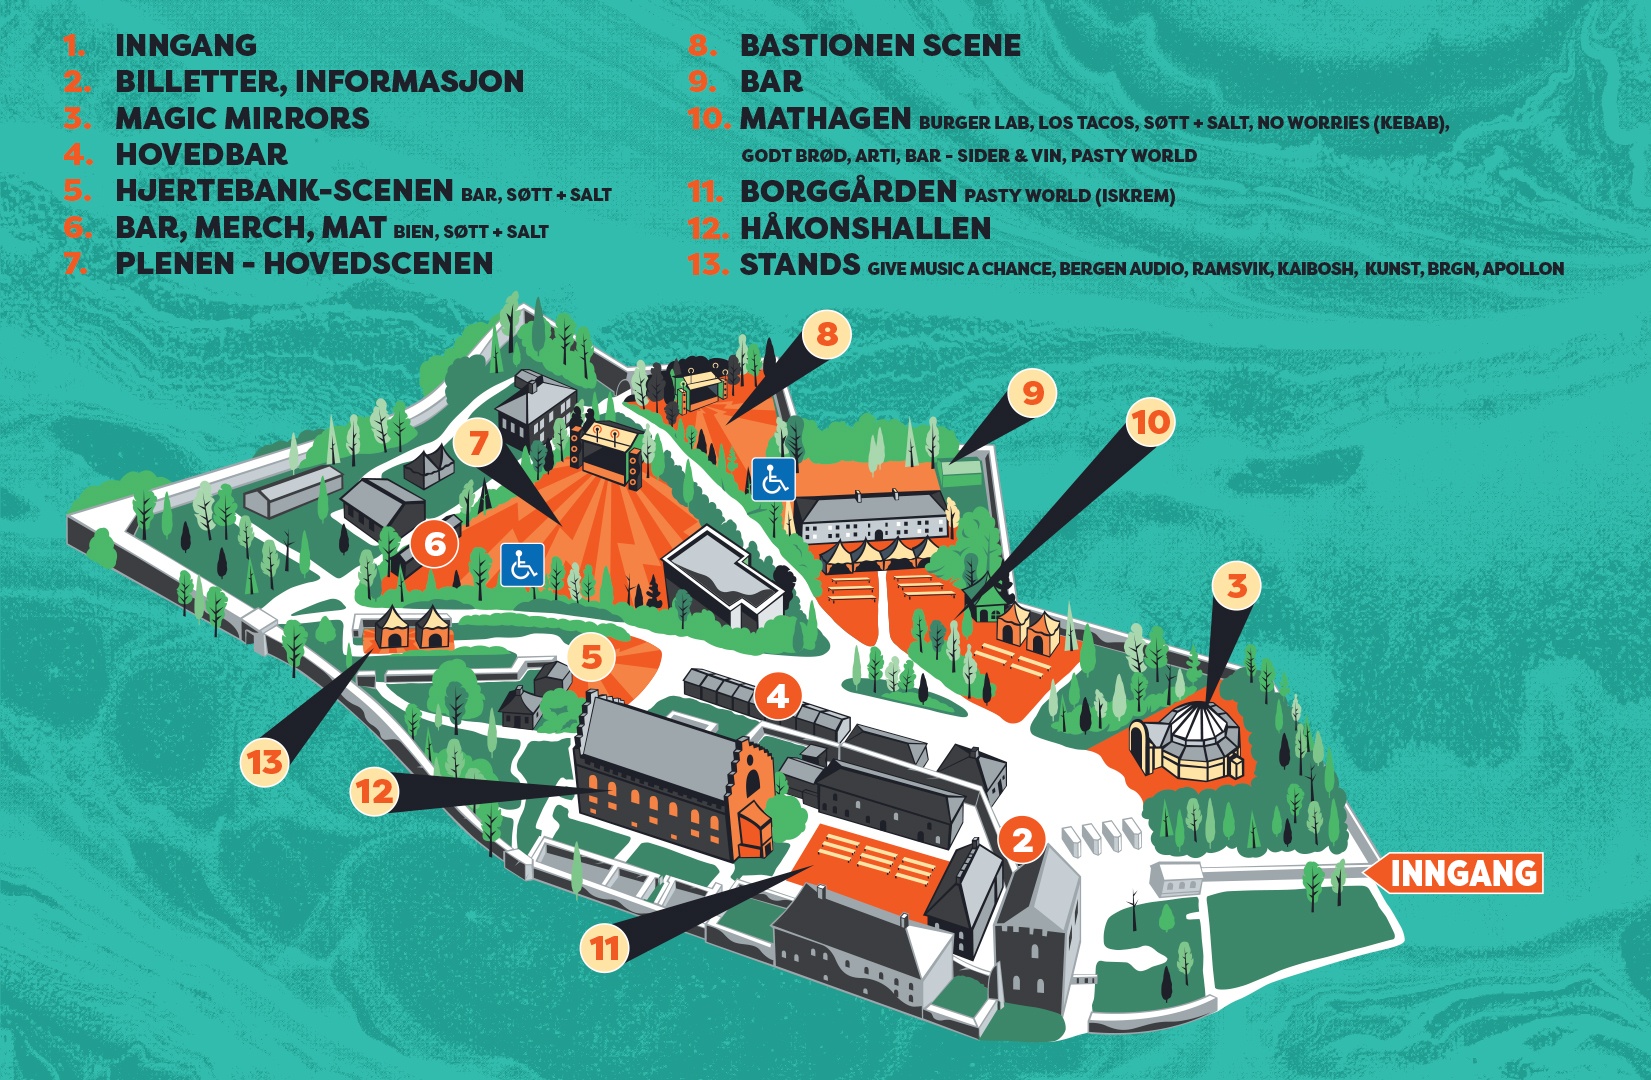 1. INNGANG
2. BILLETTER, INFORMASJON
3. MAGIC MIRRORS
4. HOVEDBAR
5. HJERTEBANK-SCENEN BAR, SØTT + SALT
6. BAR, MERCH, MAT BIEN, SØTT + SALT
7. PLENEN - HOVEDSCENEN
8. BASTIONEN SCENE
9. BAR
10. MATHAGEN BURGER LAB, LOS TACOS, SØTT + SALT, NO WORRIES (KEBAB),
GODT BRØD, ARTI, BAR - SIDER & VIN, PASTY WORLD
11. BORGGÅRDEN PASTY WORLD (ISKREM)
12. HÅKONSHALLEN
13. STANDS GIVE MUSIC A CHANCE, BERGEN AUDIO, RAMSVIK, KAIBOSH, KUNST, BRGN, APOLLON
8
9
10
7
6
3
5
4
13
12
2
INNGANG
11